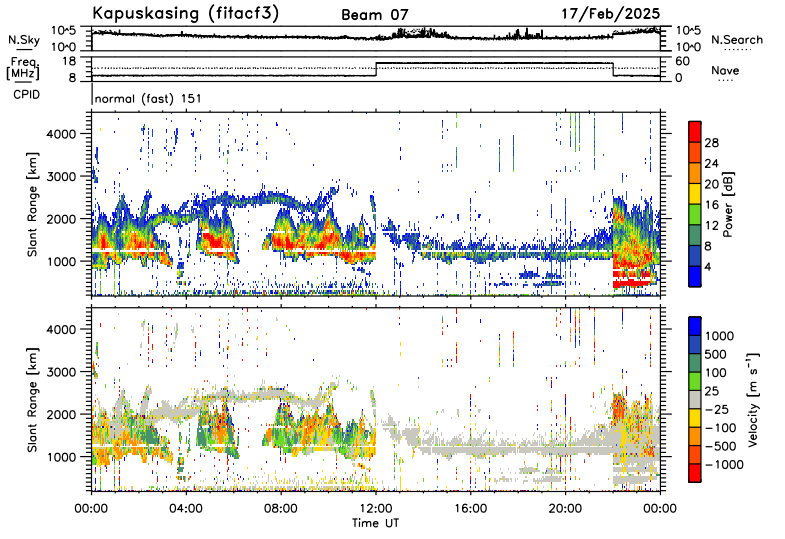 Kapuskasing (fitacf3) Beam 07 17/Feb/2025
N.Sky 10^5 10^0 10^5 10^0 N.Search
Freq. [MHz] 18 8 60 0 Nave
CPID normal (fast) 151
Slant Range [km] 4000 3000 2000 1000
28 24 20 16 12 8 4 Power [dB]
Slant Range [km] 4000 3000 2000 1000
1000 500 100 25 −25 −100 −500 −1000 Velocity [m s^-1]
00:00 04:00 08:00 12:00 16:00 20:00 00:00
Time UT